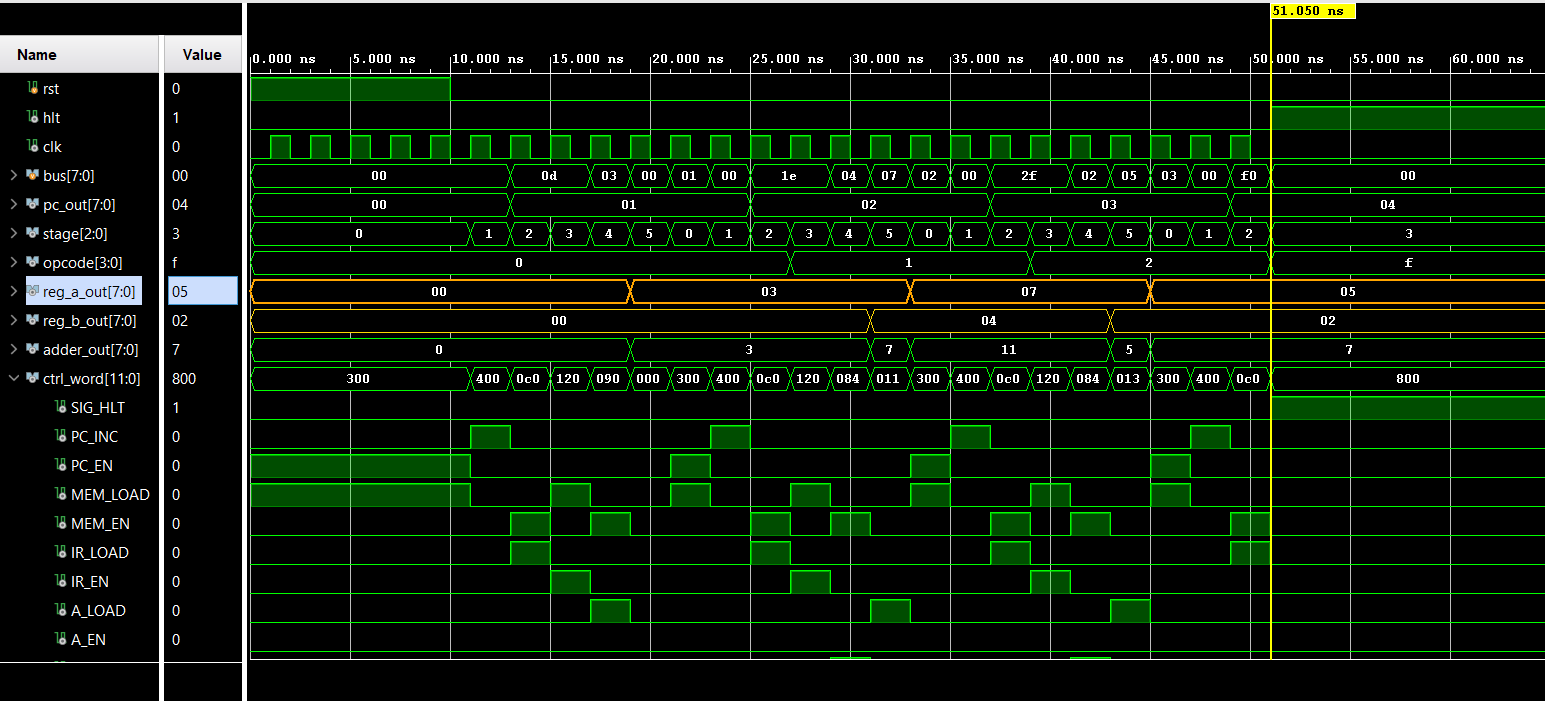 51.050 ns
Name Value 0.000 ns 5.000 ns 10.000 ns 15.000 ns 20.000 ns 25.000 ns 30.000 ns 35.000 ns 40.000 ns 45.000 ns 50.000 ns 55.000 ns 60.000 ns
rst 0
hlt 1
clk 0
bus[7:0] 00 00 0d 03 00 01 00 1e 04 07 02 00 2f 02 05 03 00 f0 00
pc_out[7:0] 04 00 01 02 03 04
stage[2:0] 3 0 1 2 3 4 5 0 1 2 3 4 5 0 1 2 3 4 5 0 1 2 3
opcode[3:0] f 0 1 2 f
reg_a_out[7:0] 05 00 03 07 05
reg_b_out[7:0] 02 00 04 02
adder_out[7:0] 7 0 3 7 11 5 7
ctrl_word[11:0] 800 300 400 0c0 120 090 000 300 400 0c0 120 084 011 300 400 0c0 120 084 013 300 400 0c0 800
SIG_HLT 1
PC_INC 0
PC_EN 0
MEM_LOAD 0
MEM_EN 0
IR_LOAD 0
IR_EN 0
A_LOAD 0
A_EN 0